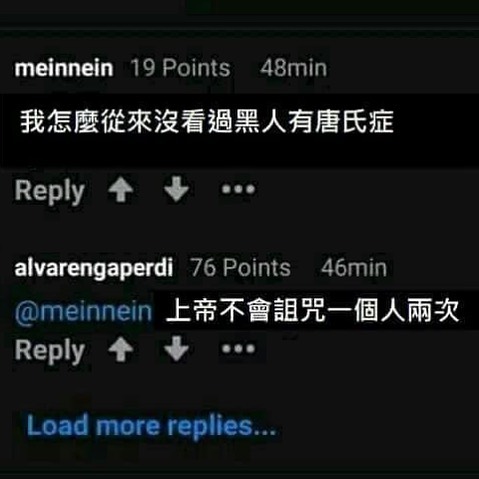 meinnein 19 Points 48min
我怎麼從來沒看過黑人有唐氏症
Reply
alvarengaperdi 76 Points 46min
@meinnein 上帝不會詛咒一個人兩次
Reply
Load more replies...